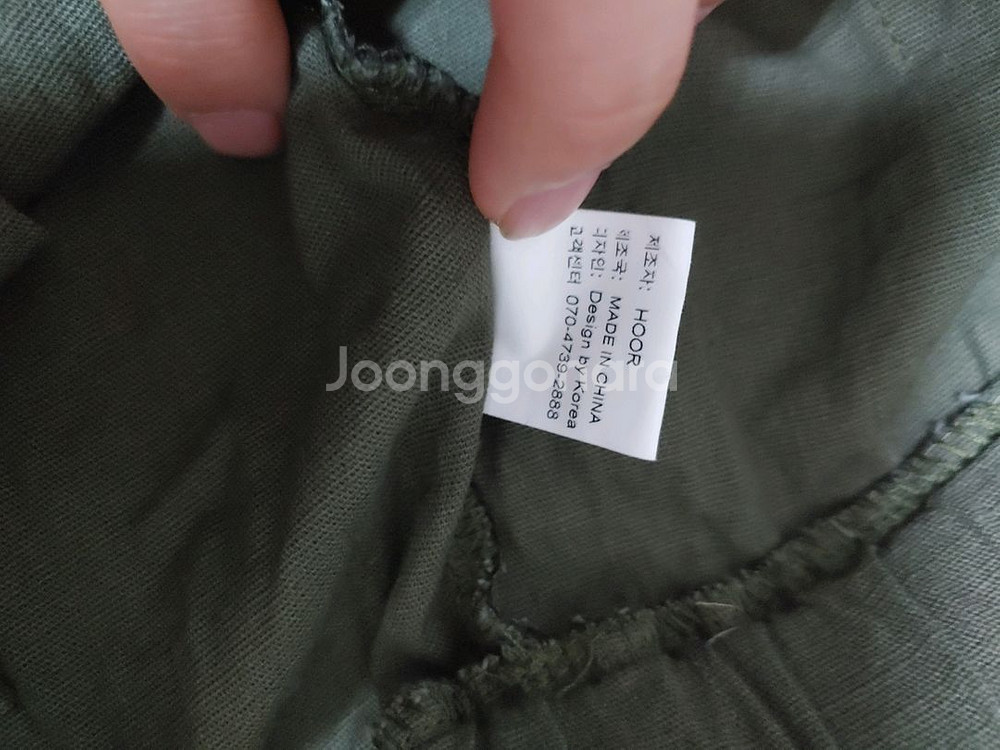 제조자: HOOR
제조국: MADE IN CHINA
디자인: Design by Korea
고객센터 070-4739-2888
Joonggonara